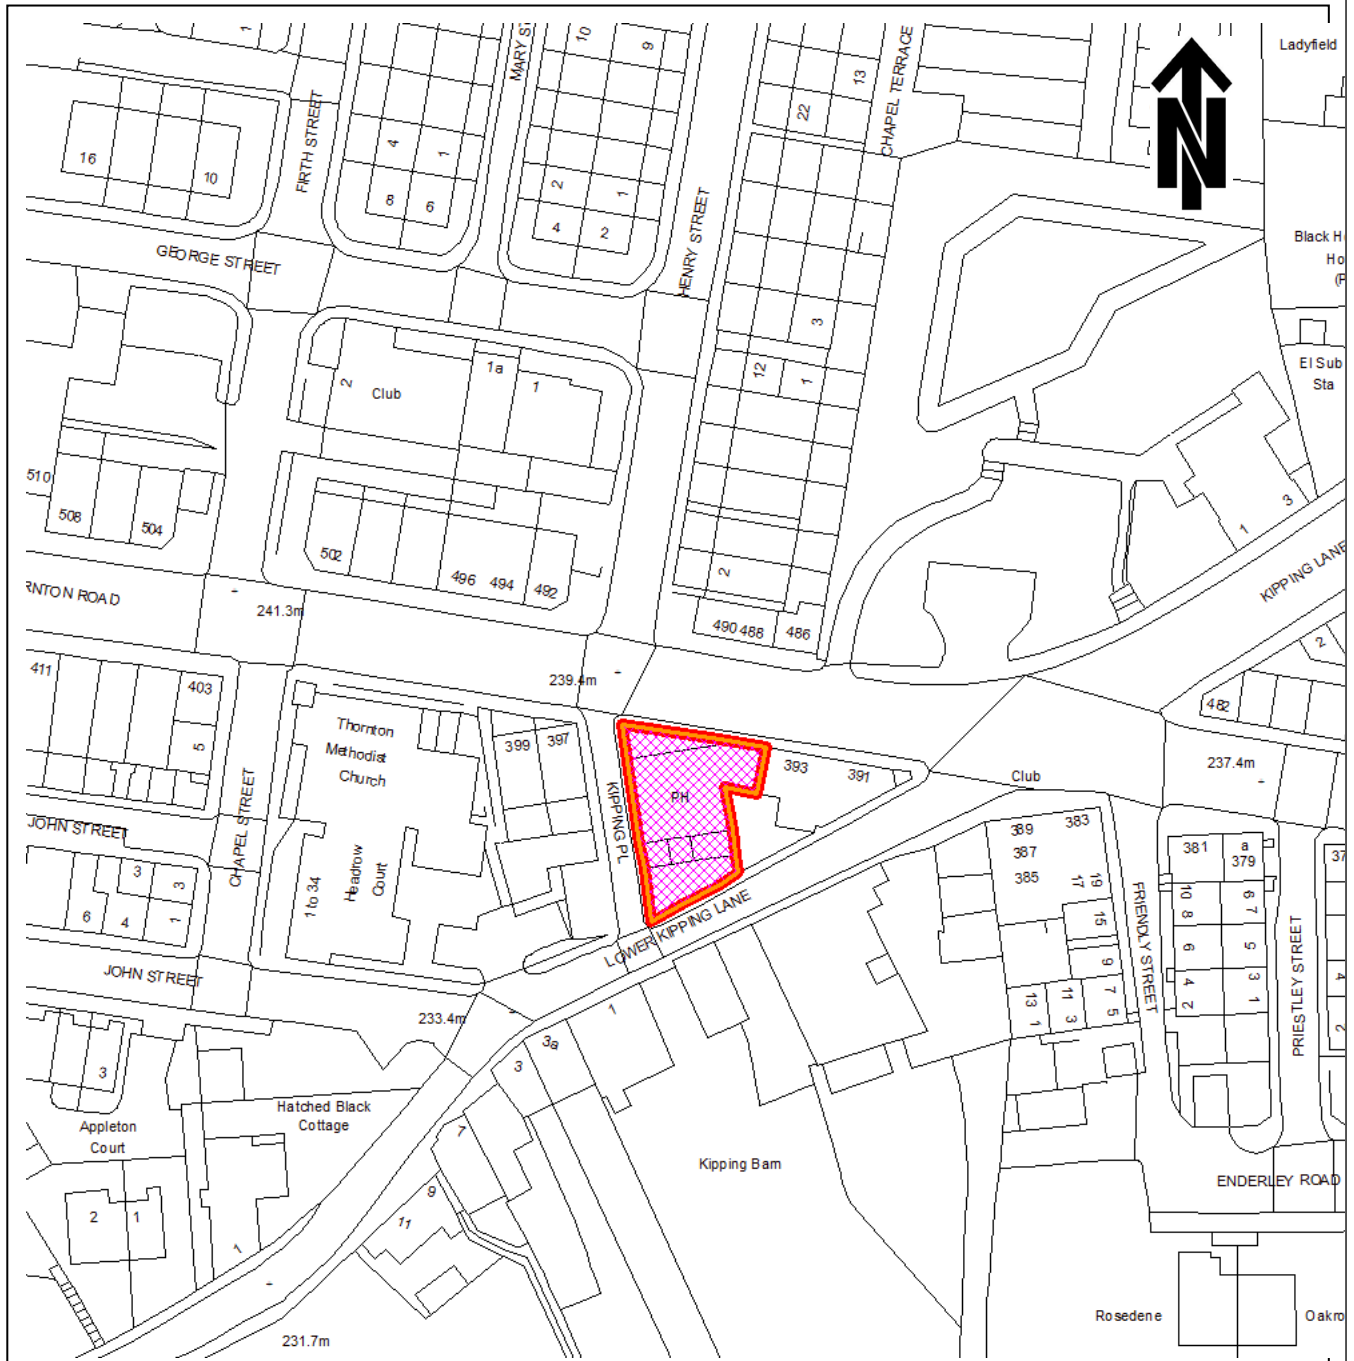 1
MARY ST
10
9
CHAPEL TERRACE
13
22
Ladyfield
N
FIRTH STREET
16
10
4
1
8
6
2
1
4
2
HENRY STREET
GEORGE STREET
Black H
Ho
(P
3
12
1
El Sub
Sta
2
Club
1a
1
510
508
504
502
496
494
492
2
490
488
486
1
3
KIPPING LANE
RNTON ROAD
241.3m
239.4m
411
403
5
Thornton
Methodist
Church
399
397
KIPPING PL
PH
393
391
Club
2
482
237.4m
JOHN STREET
CHAPEL STREET
3
3
6
4
1
1 to 34
Headrow
Court
LOWER KIPPING LANE
389
383
387
385
19
17
15
9
13
11
7
1
3
5
FRIENDLY STREET
381
a
379
37
10
8
6
4
2
6
7
5
3
1
PRIESTLEY STREET
4
2
JOHN STREET
233.4m
1
3a
3
3
7
9
11
Hatched Black
Cottage
Appleton
Court
2
1
1
Kipping Barn
ENDERLEY ROAD
231.7m
Rosedene
Oakro